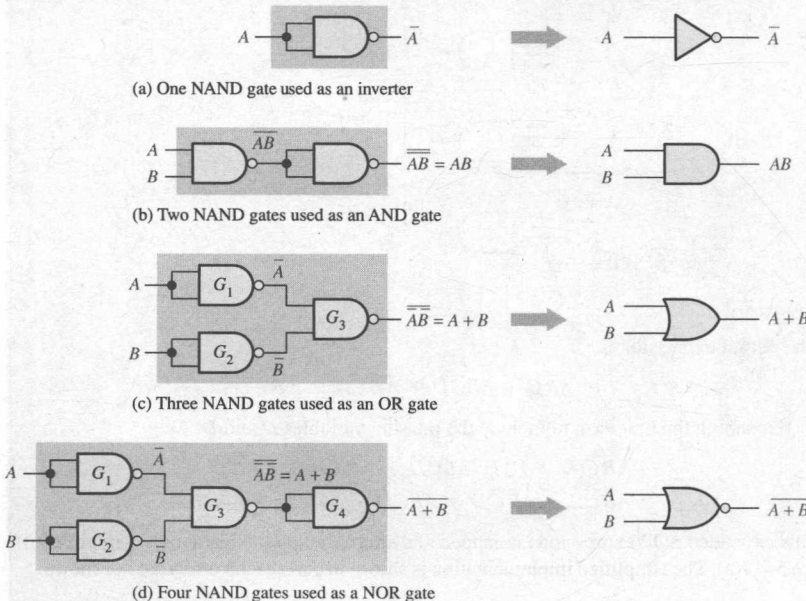 A Ā A Ā
(a) One NAND gate used as an inverter
A B A̅B̅ A̿B̿ = AB A B AB
(b) Two NAND gates used as an AND gate
A G₁ Ā
B G₂ B̅ G₃ A̿B̿ = A + B A B A + B
(c) Three NAND gates used as an OR gate
A G₁ Ā
B G₂ B̅ G₃ A̿B̿ = A + B G₄ A̅ ̅+̅ ̅B̅ A B A̅ ̅+̅ ̅B̅
(d) Four NAND gates used as a NOR gate